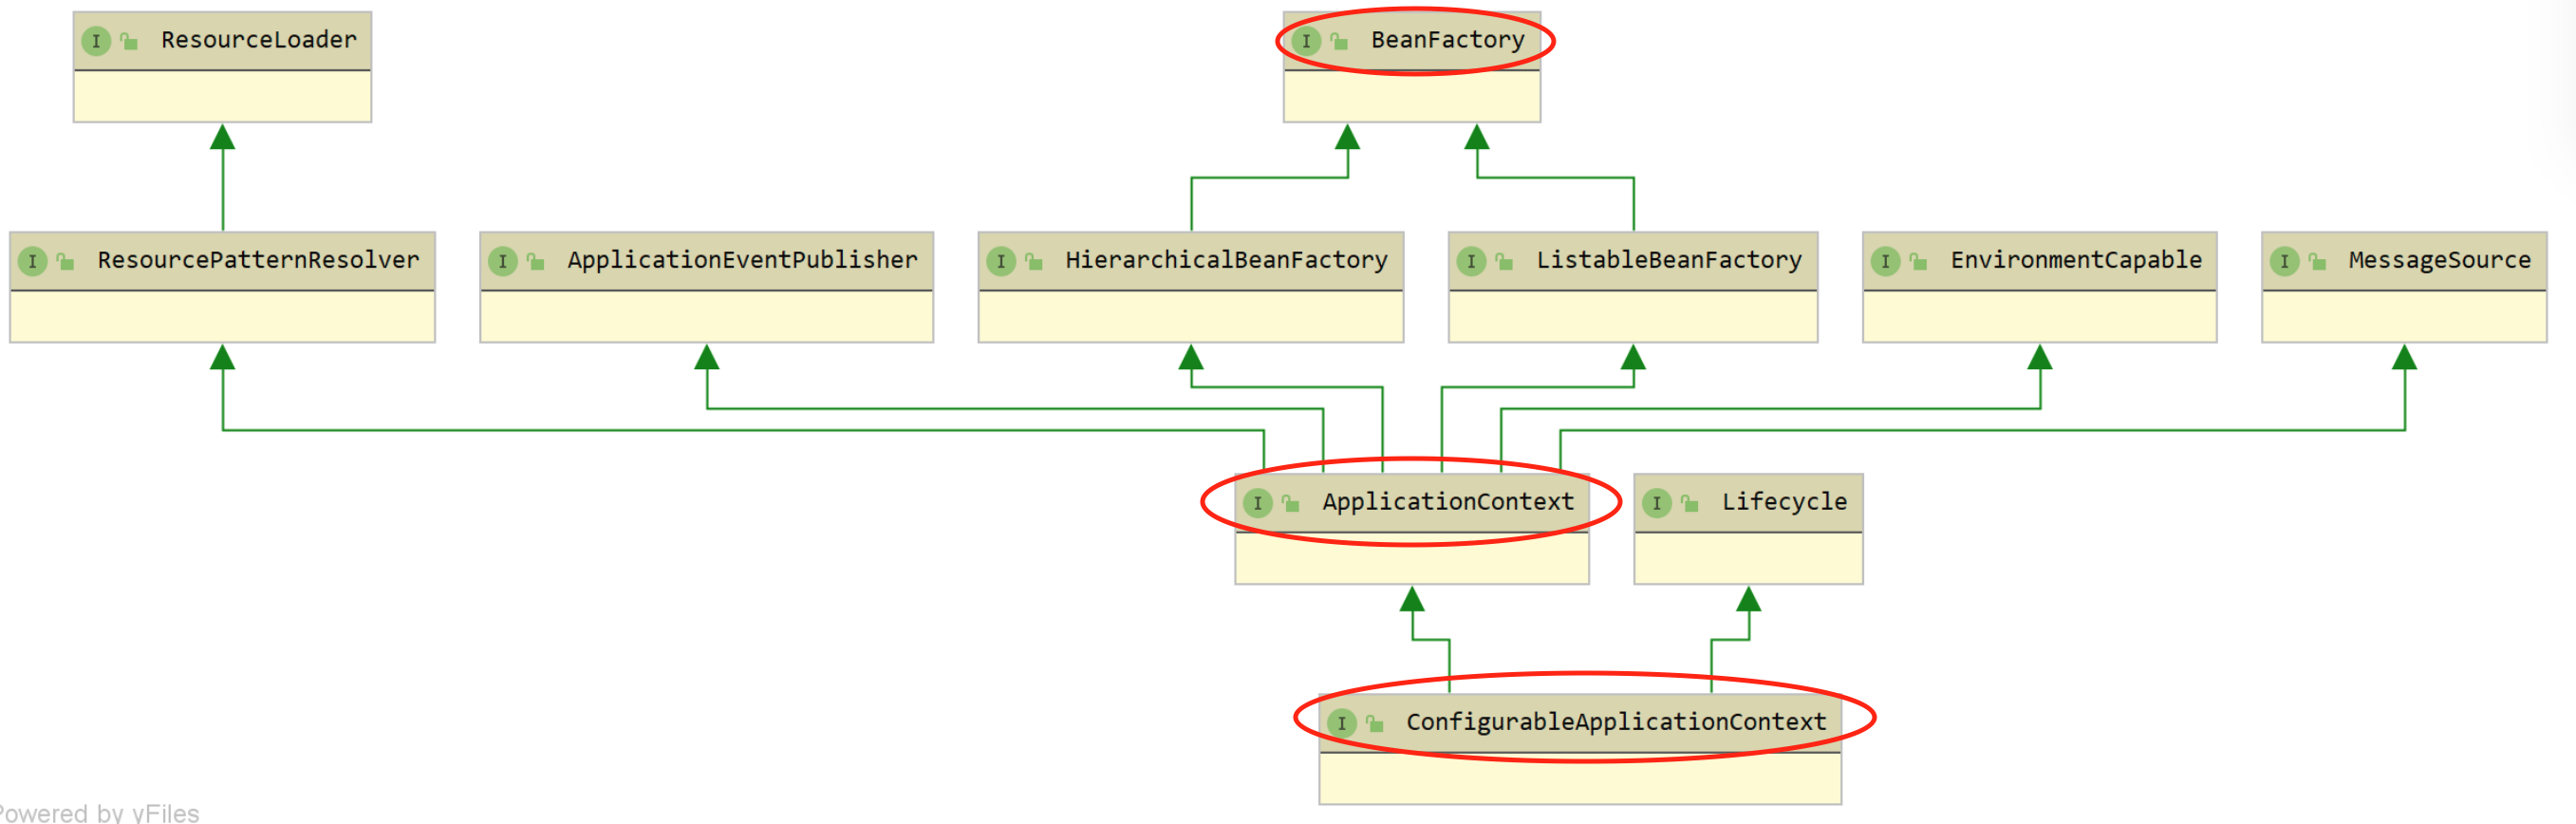 ResourceLoader
BeanFactory
ResourcePatternResolver
ApplicationEventPublisher
HierarchicalBeanFactory
ListableBeanFactory
EnvironmentCapable
MessageSource
ApplicationContext
Lifecycle
ConfigurableApplicationContext
Powered by yFiles